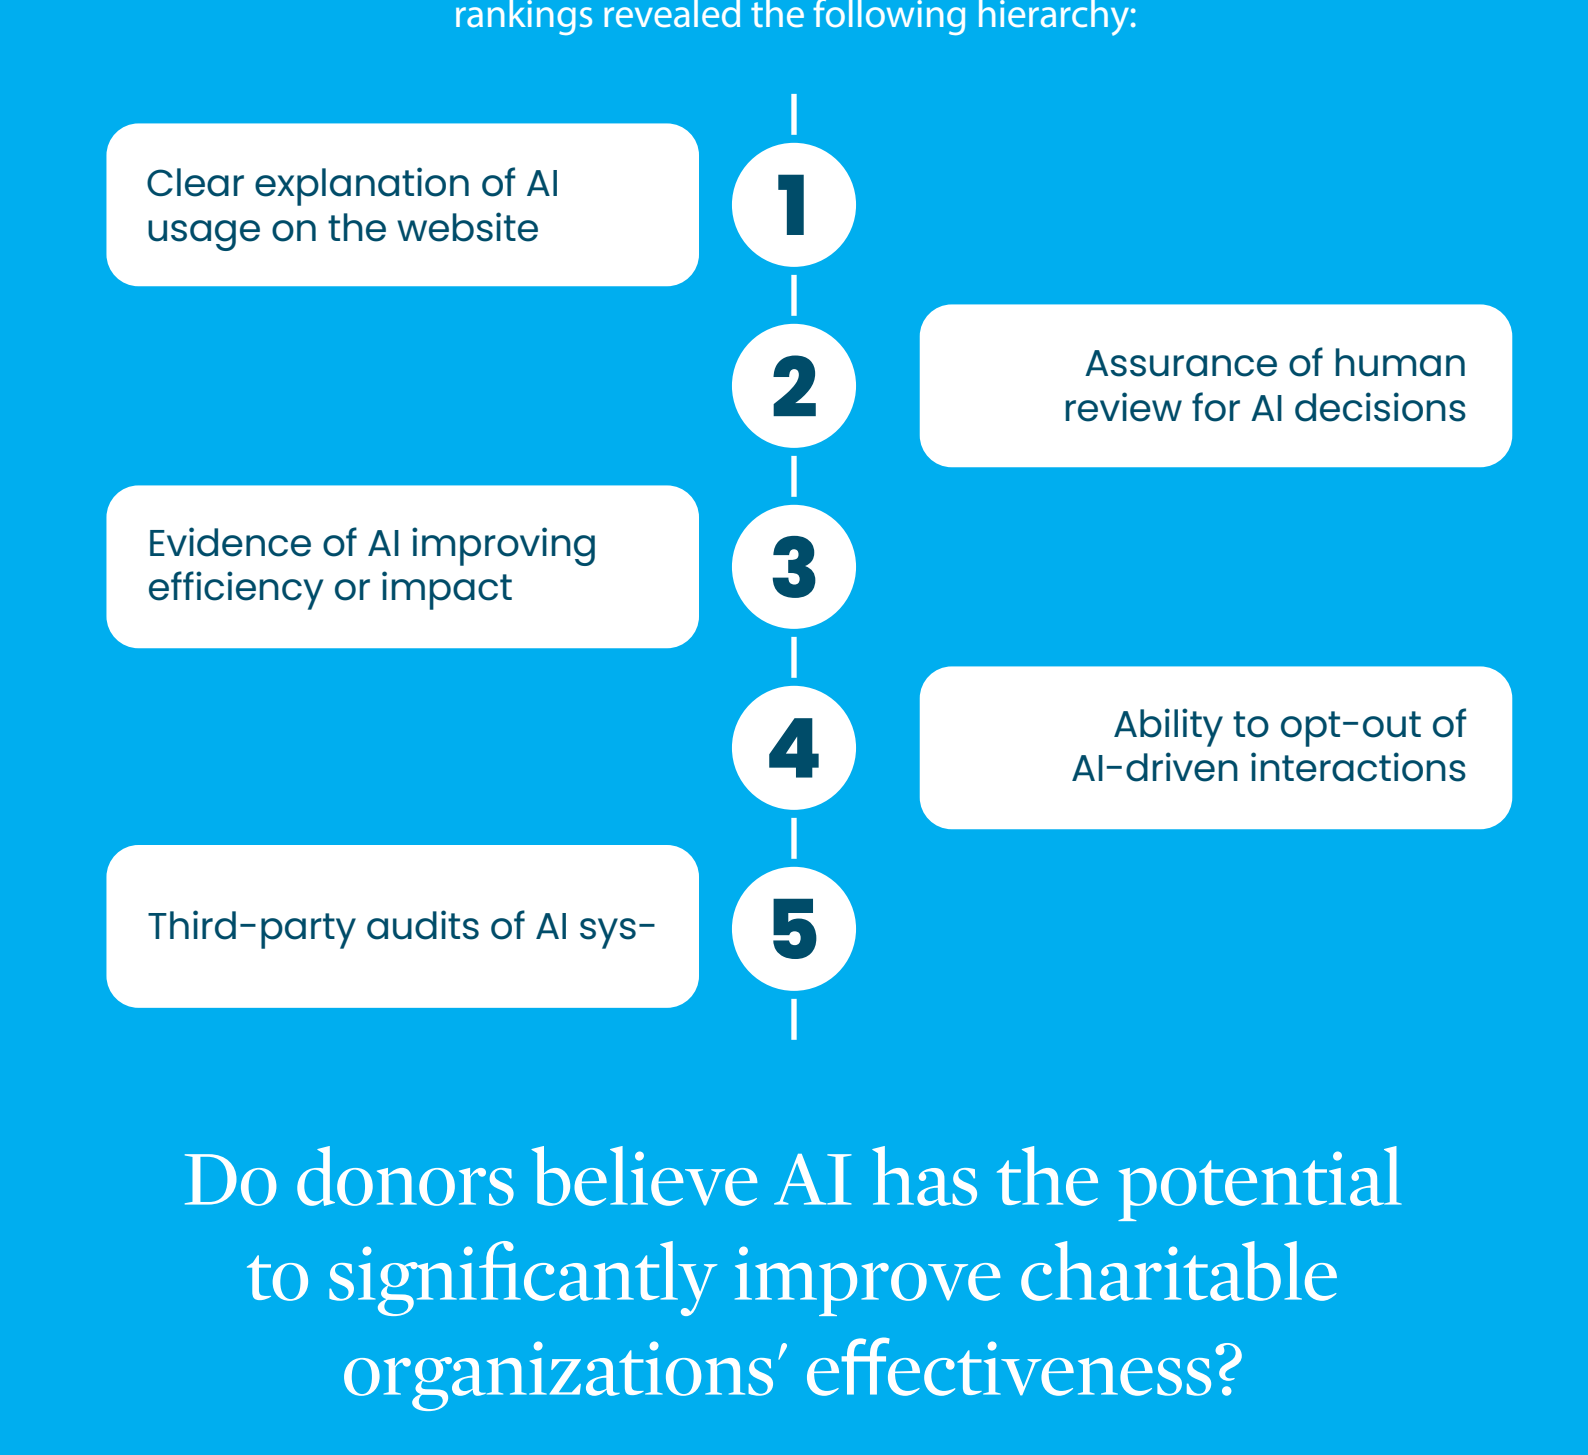 rankings revealed the following hierarchy:
Clear explanation of AI
usage on the website
1
2
Assurance of human
review for AI decisions
Evidence of AI improving
efficiency or impact
3
4
Ability to opt-out of
AI-driven interactions
Third-party audits of AI sys-
5
Do donors believe AI has the potential
to significantly improve charitable
organizations’ effectiveness?